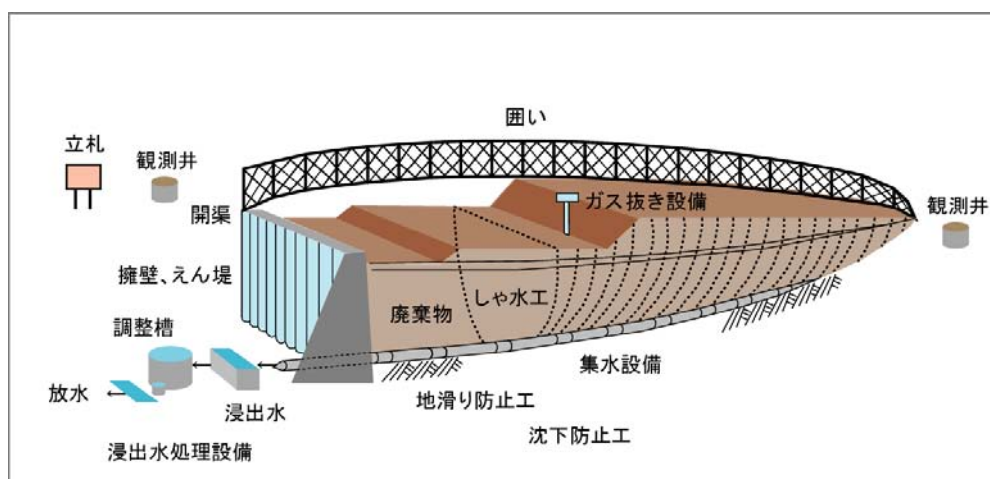 囲い
立札
観測井
ガス抜き設備
開渠
観測井
擁壁、えん堤
しゃ水工
廃棄物
調整槽
集水設備
放水
浸出水
地滑り防止工
沈下防止工
浸出水処理設備